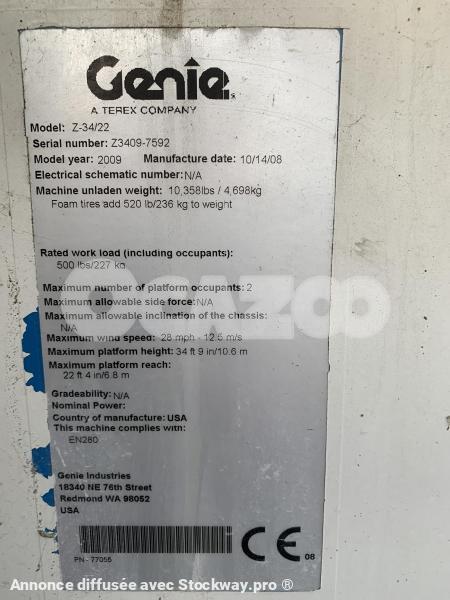 Genie
A TEREX COMPANY
Model: Z-34/22
Serial number: Z3409-7592
Model year: 2009 Manufacture date: 10/14/08
Electrical schematic number: N/A
Machine unladen weight: 10,358lbs / 4,698kg
Foam tires add 520 lb/236 kg to weight
Rated work load (including occupants):
500 lbs/227 kg
Maximum number of platform occupants: 2
Maximum allowable side force: N/A
Maximum allowable inclination of the chassis:
N/A
Maximum wind speed: 28 mph - 12.5 m/s
Maximum platform height: 34 ft 9 in/10.6 m
Maximum platform reach:
22 ft 4 in/6.8 m
Gradeability: N/A
Nominal Power:
Country of manufacture: USA
This machine complies with:
EN280
Genie Industries
18340 NE 76th Street
Redmond WA 98052
USA
PN - 77055
CE 08
OCAZOO
Annonce diffusée avec Stockway.pro ®